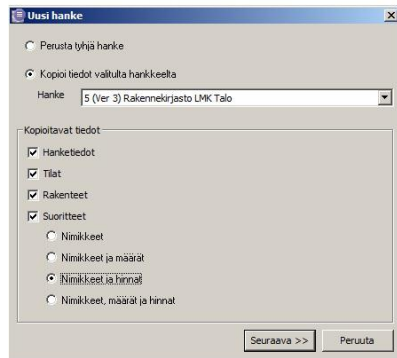 Uusi hanke
Perusta tyhjä hanke
Kopioi tiedot valitulta hankkeelta
Hanke 5 (Ver 3) Rakennekirjasto LMK Talo
Kopioitavat tiedot
Hanketiedot
Tilat
Rakenteet
Suoritteet
Nimikkeet
Nimikkeet ja määrät
Nimikkeet ja hinnat
Nimikkeet, määrät ja hinnat
Seuraava >> Peruuta